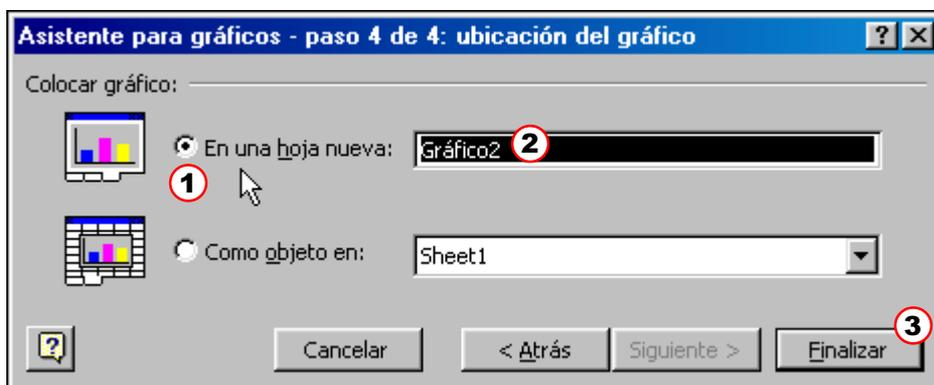 Asistente para gráficos - paso 4 de 4: ubicación del gráfico
Colocar gráfico:
En una hoja nueva: Gráfico2 2
1
Como objeto en: Sheet1
3
Cancelar < Atrás Siguiente > Finalizar